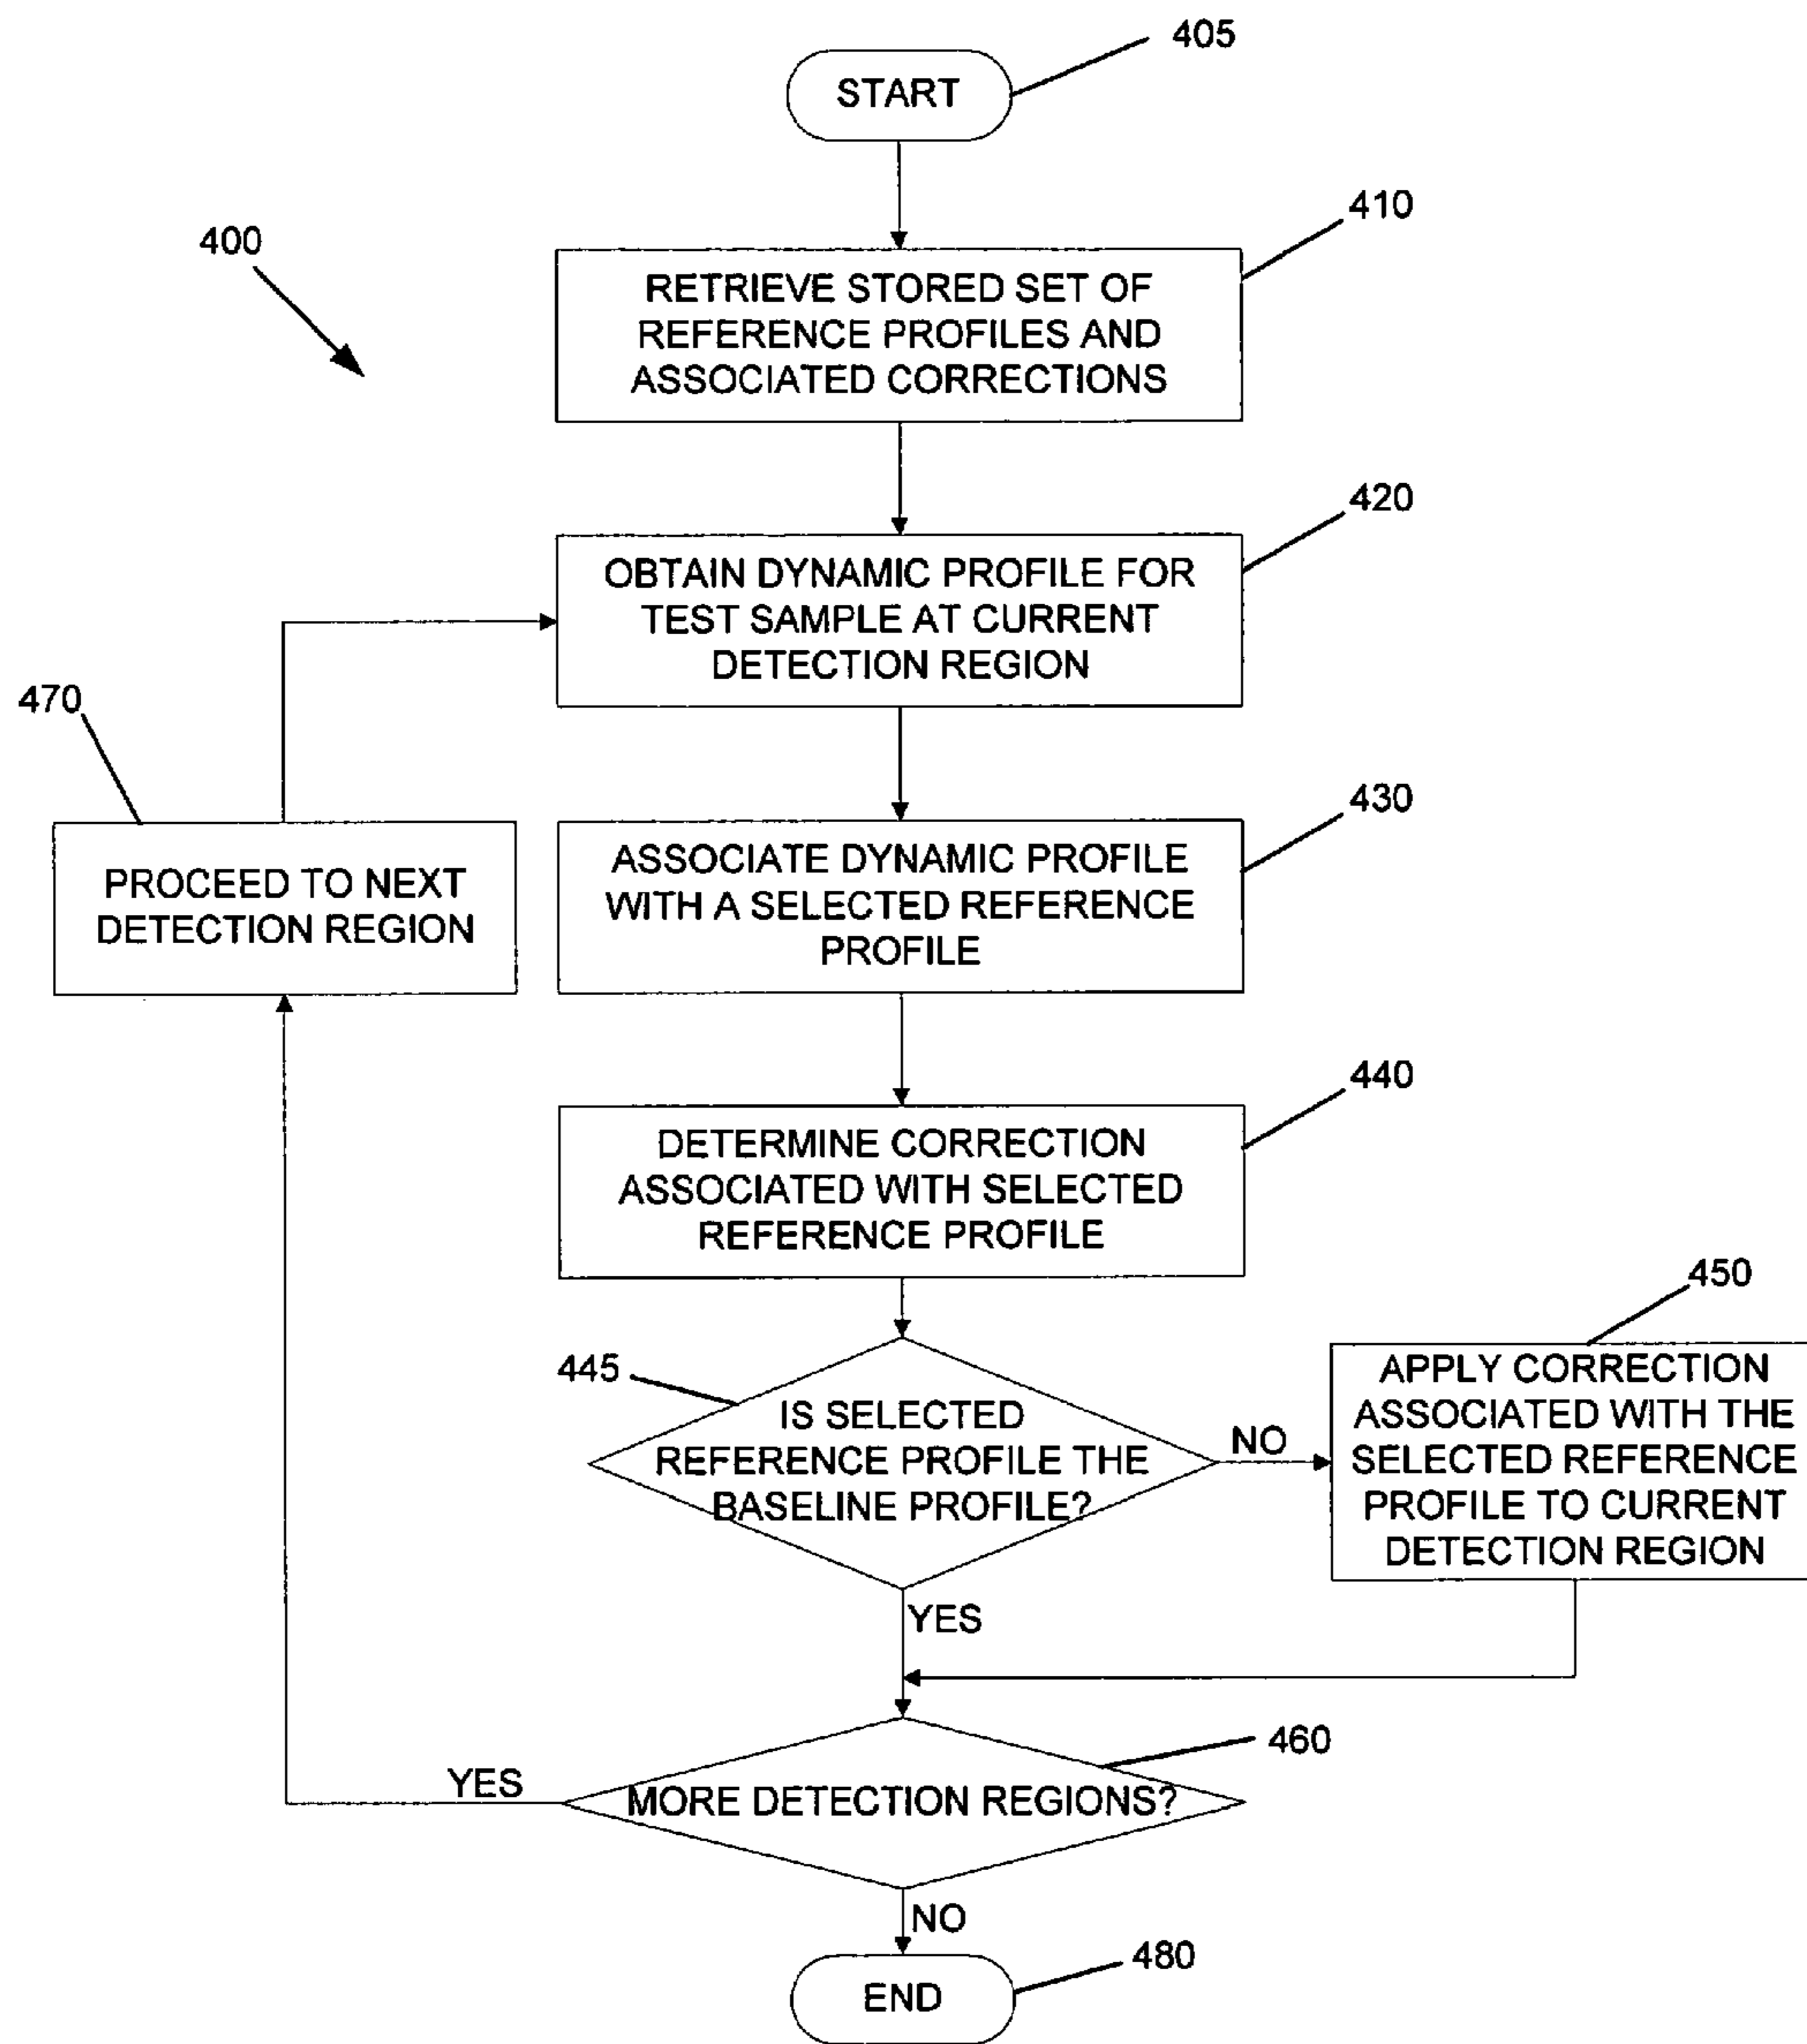 405
START
410
400
RETRIEVE STORED SET OF
REFERENCE PROFILES AND
ASSOCIATED CORRECTIONS
420
OBTAIN DYNAMIC PROFILE FOR
TEST SAMPLE AT CURRENT
DETECTION REGION
470
430
PROCEED TO NEXT
DETECTION REGION
ASSOCIATE DYNAMIC PROFILE
WITH A SELECTED REFERENCE
PROFILE
440
DETERMINE CORRECTION
ASSOCIATED WITH SELECTED
REFERENCE PROFILE
450
445
IS SELECTED
REFERENCE PROFILE THE
BASELINE PROFILE?
NO
APPLY CORRECTION
ASSOCIATED WITH THE
SELECTED REFERENCE
PROFILE TO CURRENT
DETECTION REGION
YES
460
YES
MORE DETECTION REGIONS?
NO
480
END